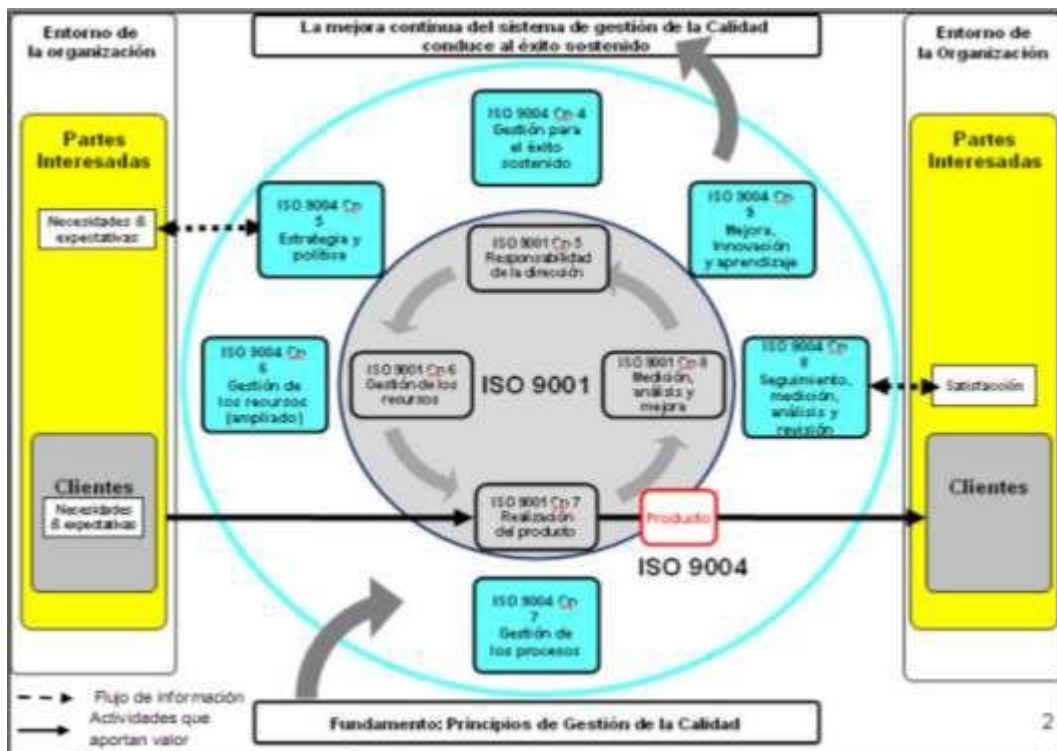 Entorno de
la organización
La mejora continua del sistema de gestión de la Calidad
conduce al éxito sostenido
Entorno de
la Organización
Partes
Interesadas
Necesidades &
expectativas
Clientes
Necesidades
& expectativas
ISO 9004 Cp 4
Gestión para
el éxito
sostenido
ISO 9004 Cp
5
Estrategia y
política
ISO 9004 Cp
9
Mejora,
Innovación
y aprendizaje
ISO 9001 Cp 5
Responsabilidad
de la dirección
ISO 9004 Cp
6
Gestión de
los recursos
(ampliado)
ISO 9001 Cp 6
Gestión de los
recursos
ISO 9001
ISO 9001 Cp 8
Medición,
análisis y
mejora
ISO 9004 Cp
8
Seguimiento,
medición,
análisis y
revisión
ISO 9001 Cp 7
Realización
del producto
Producto
ISO 9004
ISO 9004 Cp
7
Gestión de
los procesos
Partes
Interesadas
Satisfacción
Clientes
Flujo de información
Actividades que
aportan valor
Fundamento: Principios de Gestión de la Calidad
2